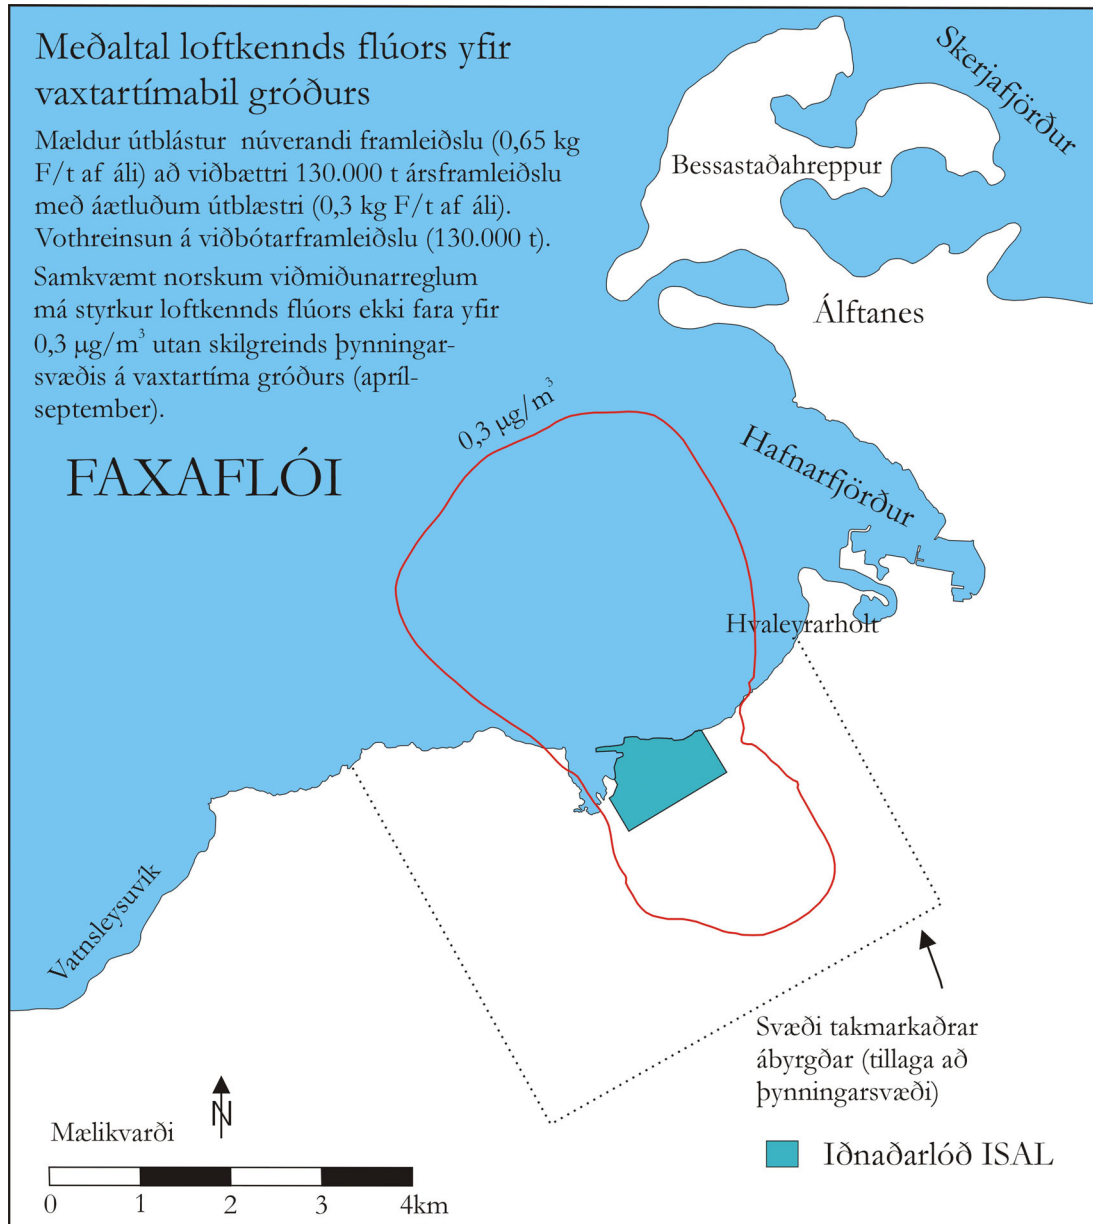 Meðaltal loftkennds flúors yfir
vaxtartímabil gróðurs
Mældur útblástur núverandi framleiðslu (0,65 kg
F/t af áli) að viðbættri 130.000 t ársframleiðslu
með áætluðum útblæstri (0,3 kg F/t af áli).
Vothreinsun á viðbótarframleiðslu (130.000 t).
Samkvæmt norskum viðmiðunarreglum
má styrkur loftkennds flúors ekki fara yfir
0,3 µg/m³ utan skilgreinds þynningar-
svæðis á vaxtartíma gróðurs (apríl-
september).
Skerjafjörður
Bessastaðahreppur
Álftanes
0,3 µg/m³
FAXAFLÓI
Hafnarfjörður
Hvaleyrarholt
Vatnsleysuvík
Svæði takmarkaðrar
ábyrgðar (tillaga að
þynningarsvæði)
N
Mælikvarði
0 1 2 3 4km
Iðnaðarlóð ISAL